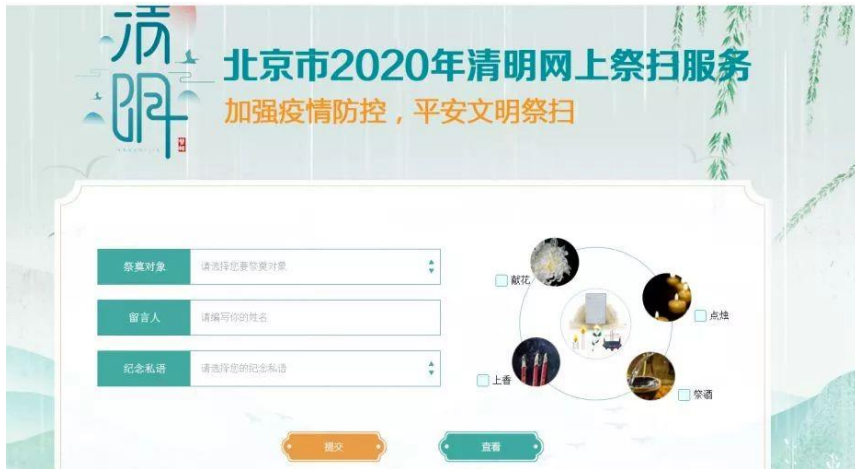 清明
北京市2020年清明网上祭扫服务
加强疫情防控，平安文明祭扫
祭奠对象
请选择您要祭奠对象
留言人
请编写你的姓名
纪念私语
请选择您的纪念私语
献花
点烛
上香
祭酒
提交
查看